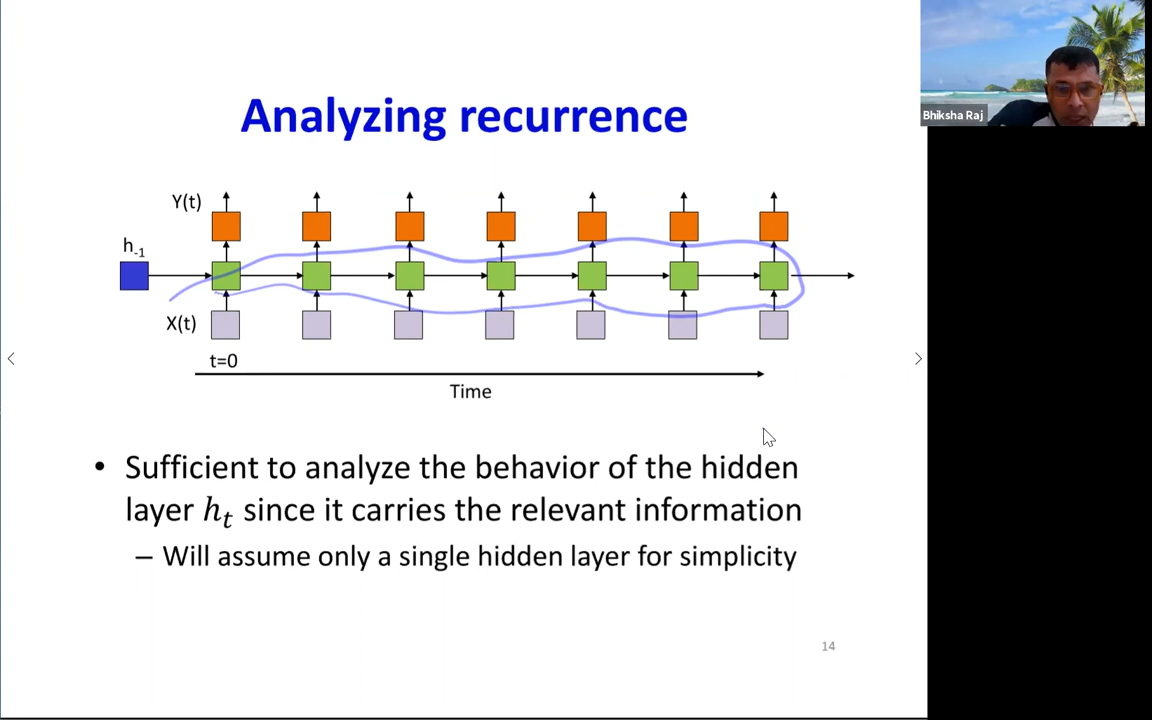 Analyzing recurrence
Bhiksha Raj
Y(t)
h-1
X(t)
t=0
Time
• Sufficient to analyze the behavior of the hidden
layer ht since it carries the relevant information
– Will assume only a single hidden layer for simplicity
14